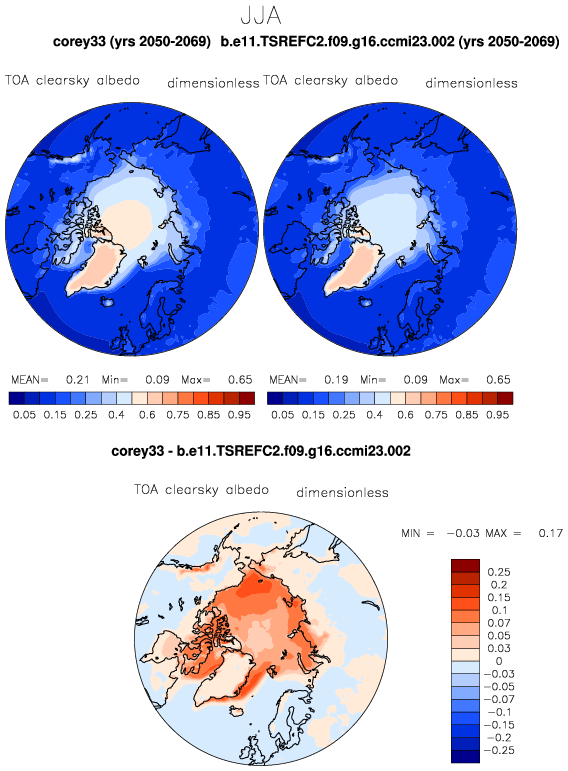 JJA
corey33 (yrs 2050-2069) b.e11.TSREFC2.f09.g16.ccmi23.002 (yrs 2050-2069)
TOA clearsky albedo dimensionless TOA clearsky albedo dimensionless
MEAN= 0.21 Min= 0.09 Max= 0.65 MEAN= 0.19 Min= 0.09 Max= 0.65
0.05 0.15 0.25 0.4 0.6 0.75 0.85 0.95 0.05 0.15 0.25 0.4 0.6 0.75 0.85 0.95
corey33 - b.e11.TSREFC2.f09.g16.ccmi23.002
TOA clearsky albedo dimensionless
MIN = -0.03 MAX = 0.17
0.25
0.2
0.15
0.1
0.07
0.05
0.03
0
-0.03
-0.05
-0.07
-0.1
-0.15
-0.2
-0.25